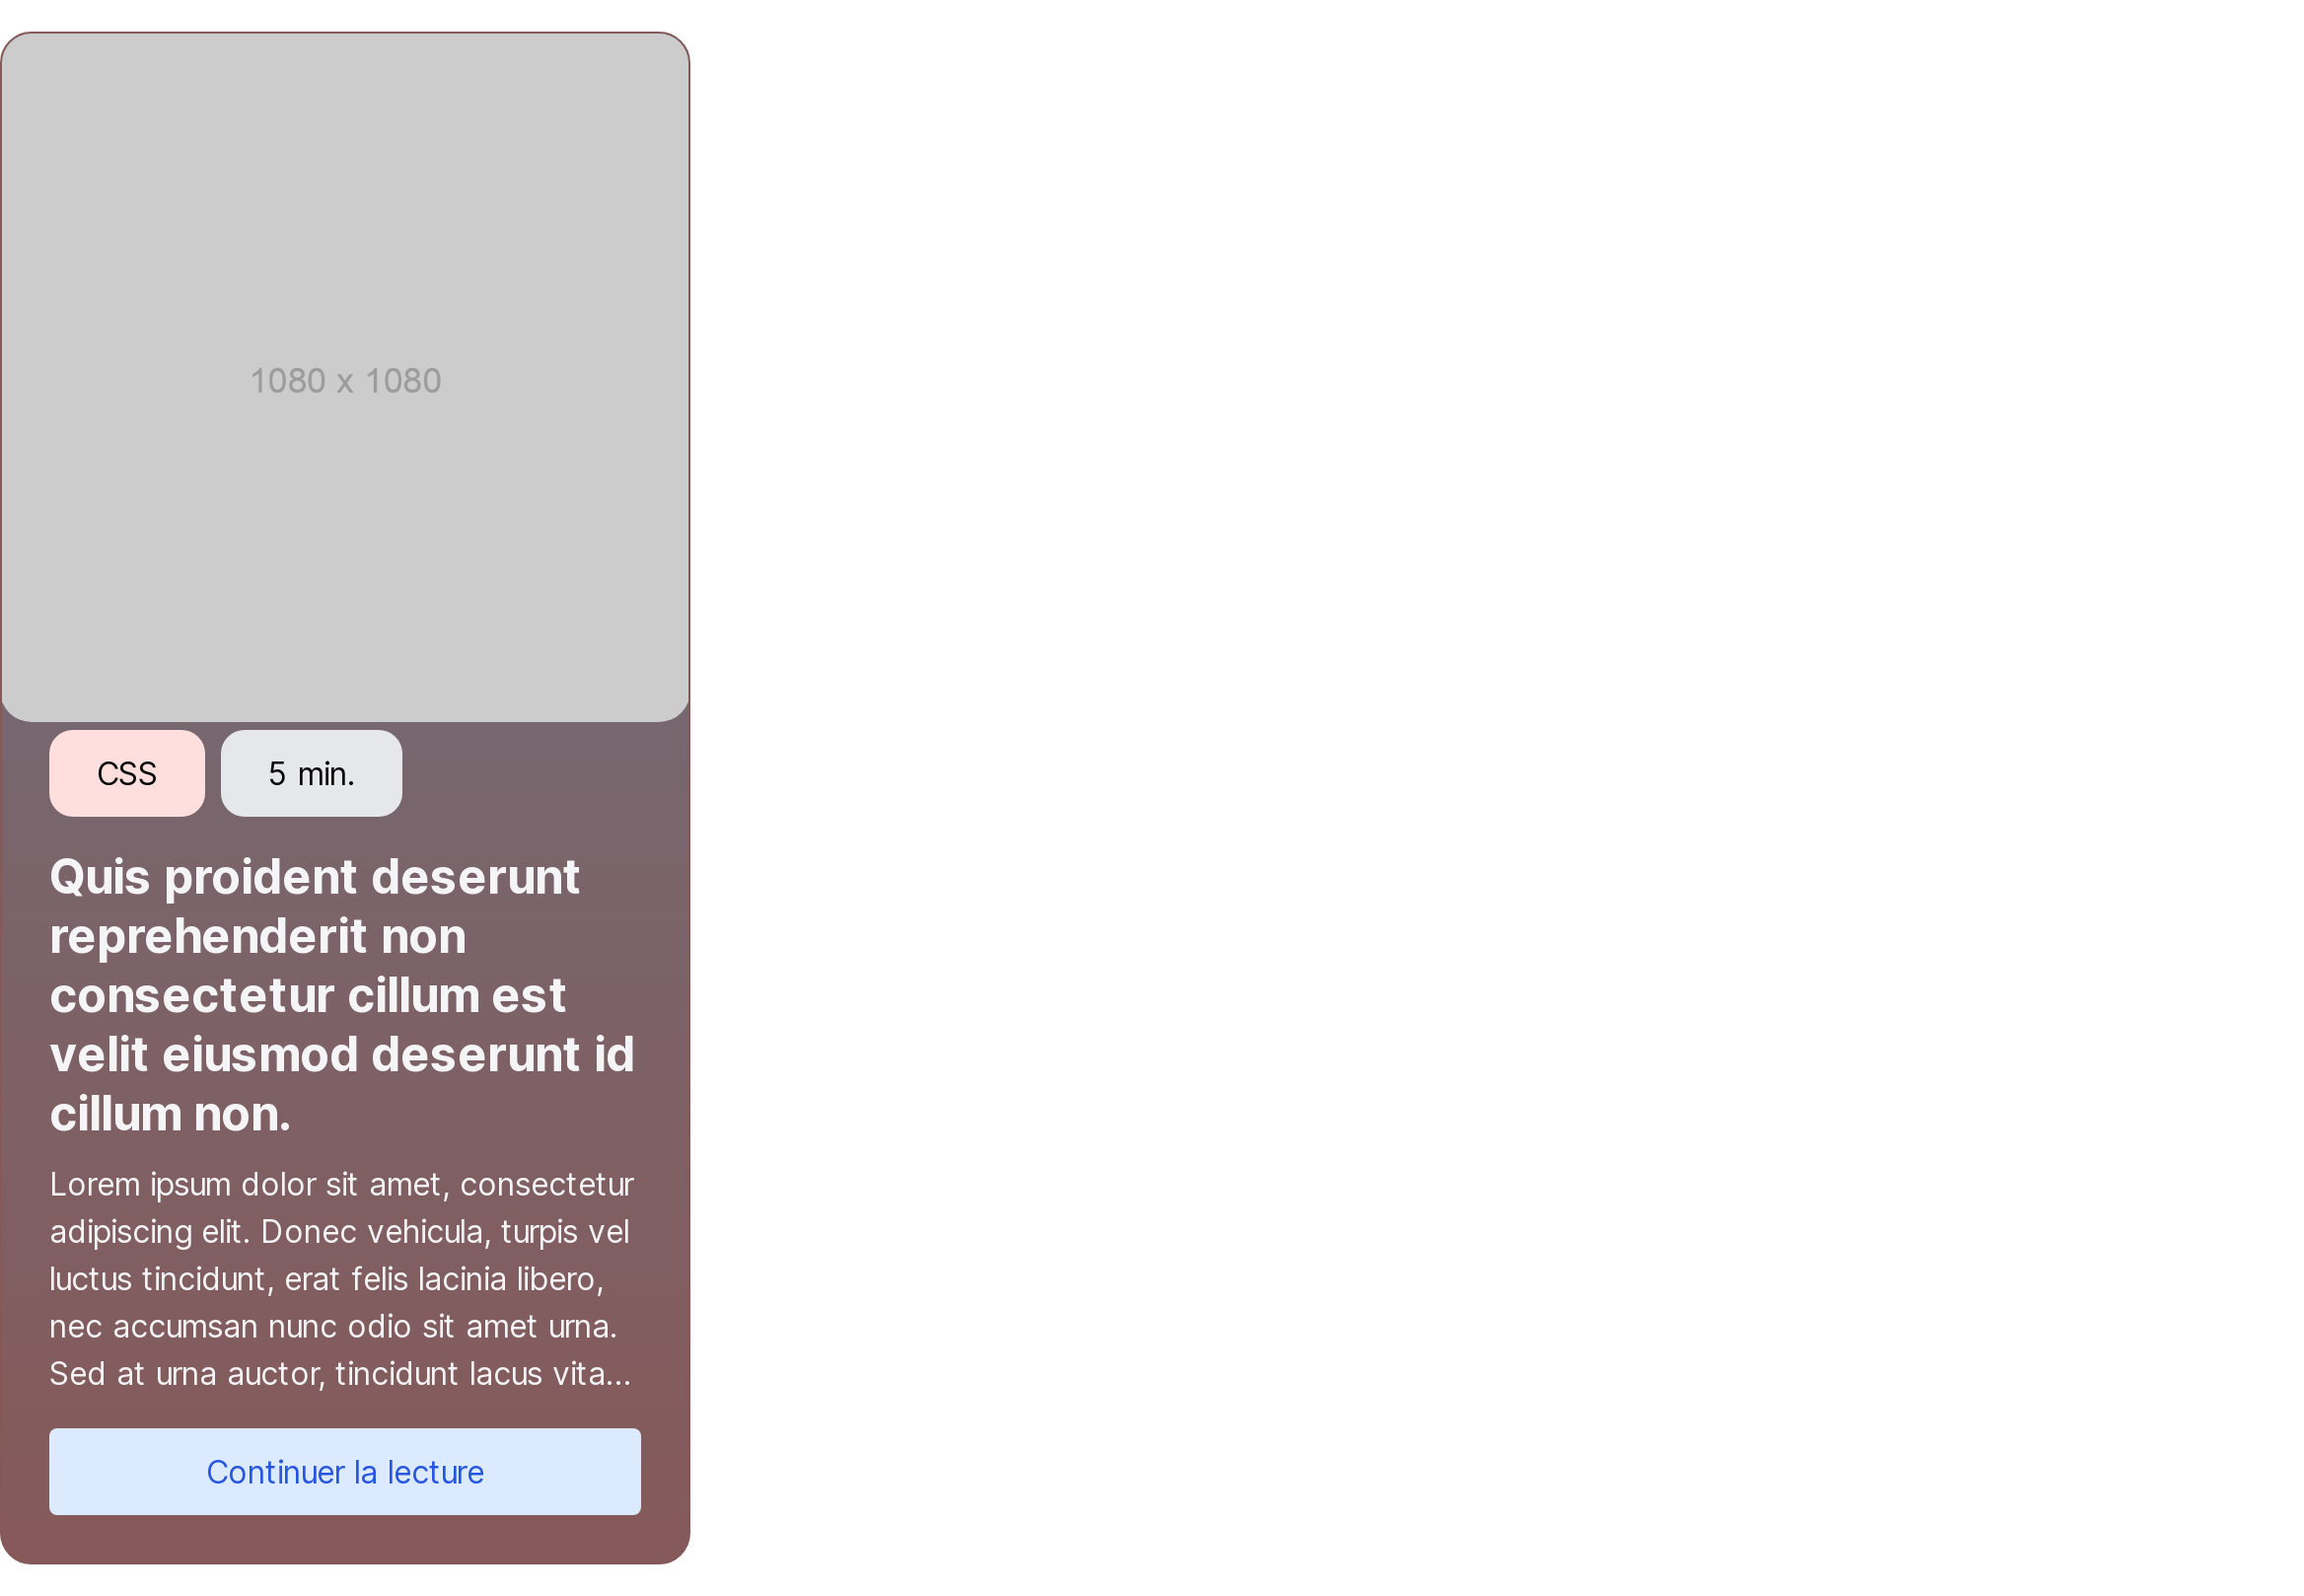 1080 x 1080
CSS
5 min.
Quis proident deserunt
reprehenderit non
consectetur cillum est
velit eiusmod deserunt id
cillum non.
Lorem ipsum dolor sit amet, consectetur
adipiscing elit. Donec vehicula, turpis vel
luctus tincidunt, erat felis lacinia libero,
nec accumsan nunc odio sit amet urna.
Sed at urna auctor, tincidunt lacus vita...
Continuer la lecture